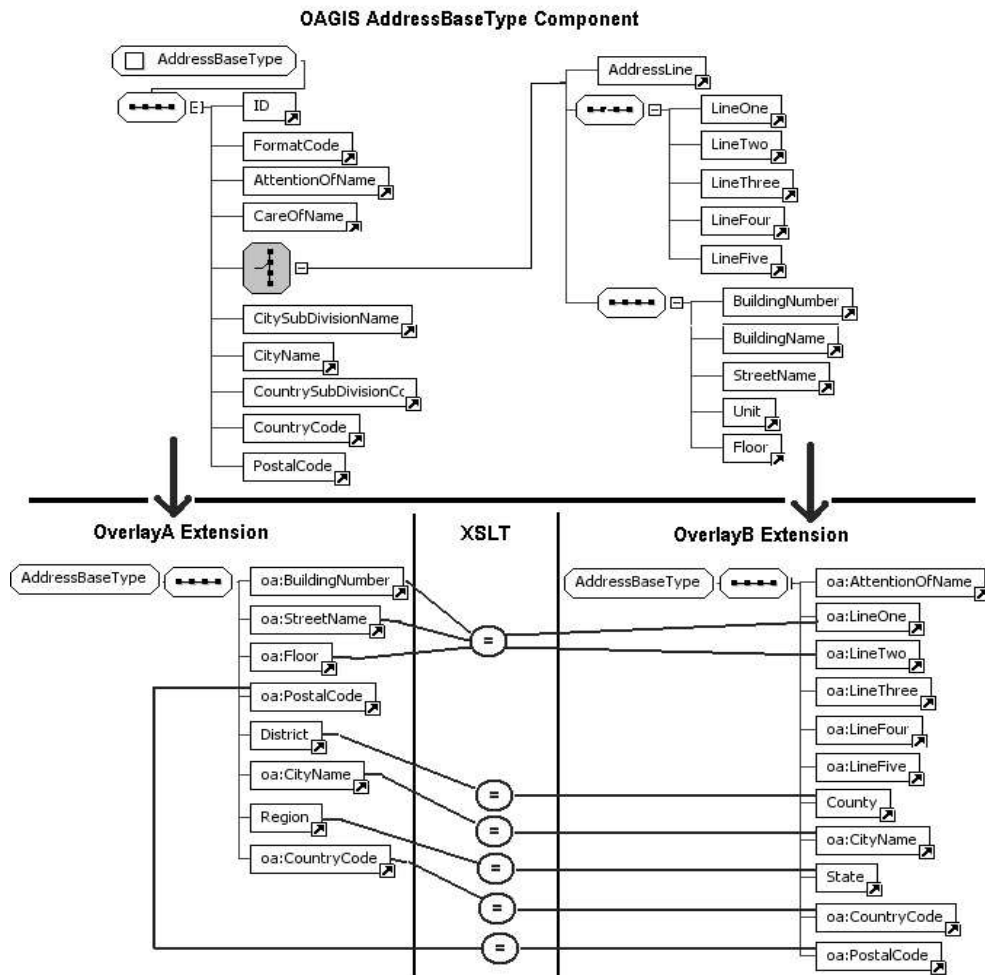 OAGIS AddressBaseType Component
AddressBaseType
ID
FormatCode
AttentionOfName
CareOfName
CitySubDivisionName
CityName
CountrySubDivisionCo
CountryCode
PostalCode
AddressLine
LineOne
LineTwo
LineThree
LineFour
LineFive
BuildingNumber
BuildingName
StreetName
Unit
Floor
OverlayA Extension
XSLT
OverlayB Extension
AddressBaseType
oa:BuildingNumber
oa:StreetName
oa:Floor
oa:PostalCode
District
oa:CityName
Region
oa:CountryCode
=
=
=
=
=
=
AddressBaseType
oa:AttentionOfName
oa:LineOne
oa:LineTwo
oa:LineThree
oa:LineFour
oa:LineFive
County
oa:CityName
State
oa:CountryCode
oa:PostalCode